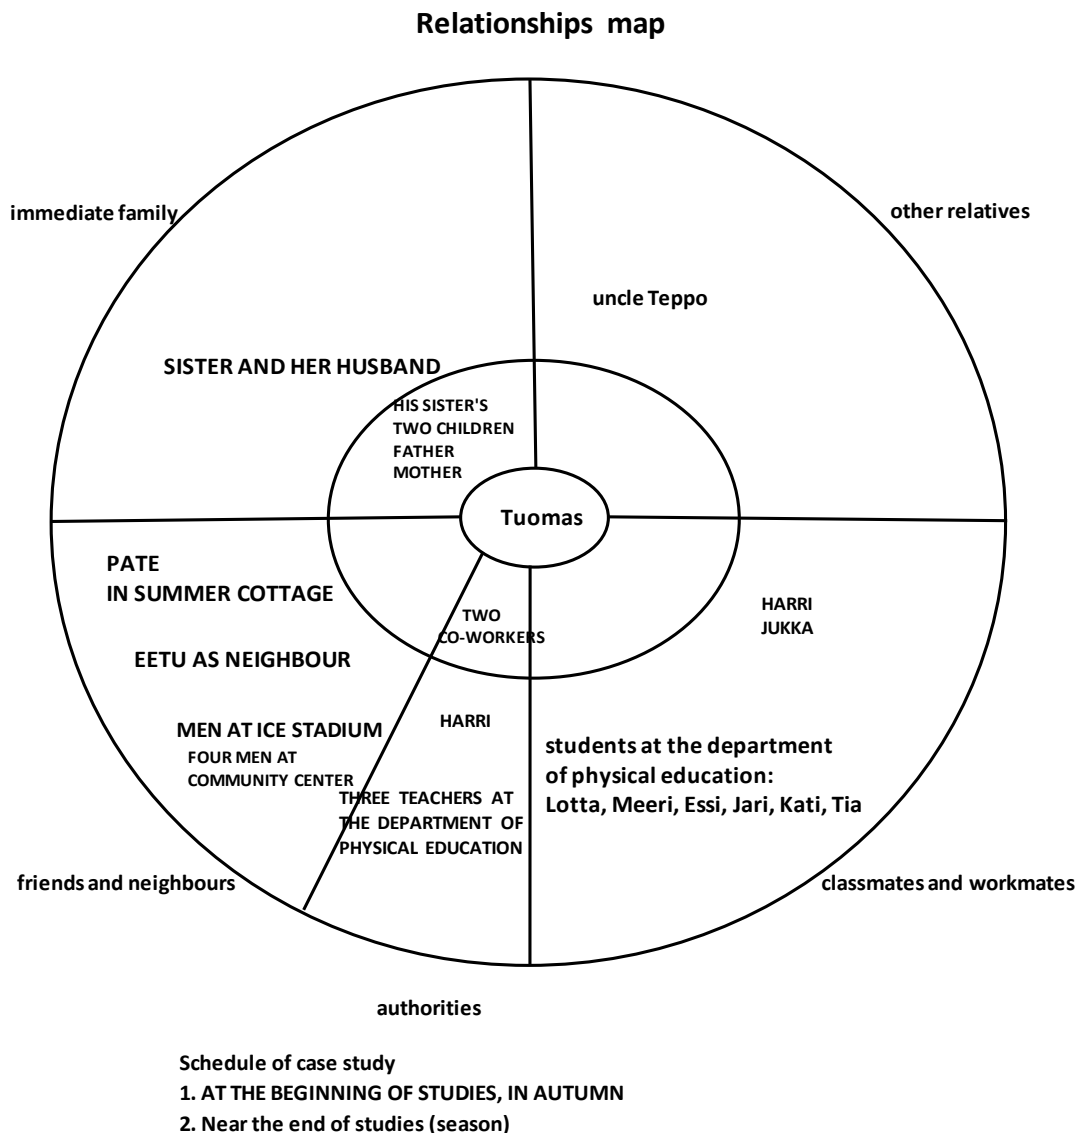 Relationships map
immediate family
other relatives
uncle Teppo
SISTER AND HER HUSBAND
HIS SISTER'S
TWO CHILDREN
FATHER
MOTHER
Tuomas
PATE
IN SUMMER COTTAGE
EETU AS NEIGHBOUR
MEN AT ICE STADIUM
FOUR MEN AT
COMMUNITY CENTER
TWO
CO-WORKERS
HARRI
THREE TEACHERS AT
THE DEPARTMENT OF
PHYSICAL EDUCATION
HARRI
JUKKA
students at the department
of physical education:
Lotta, Meeri, Essi, Jari, Kati, Tia
friends and neighbours
classmates and workmates
authorities
Schedule of case study
1. AT THE BEGINNING OF STUDIES, IN AUTUMN
2. Near the end of studies (season)